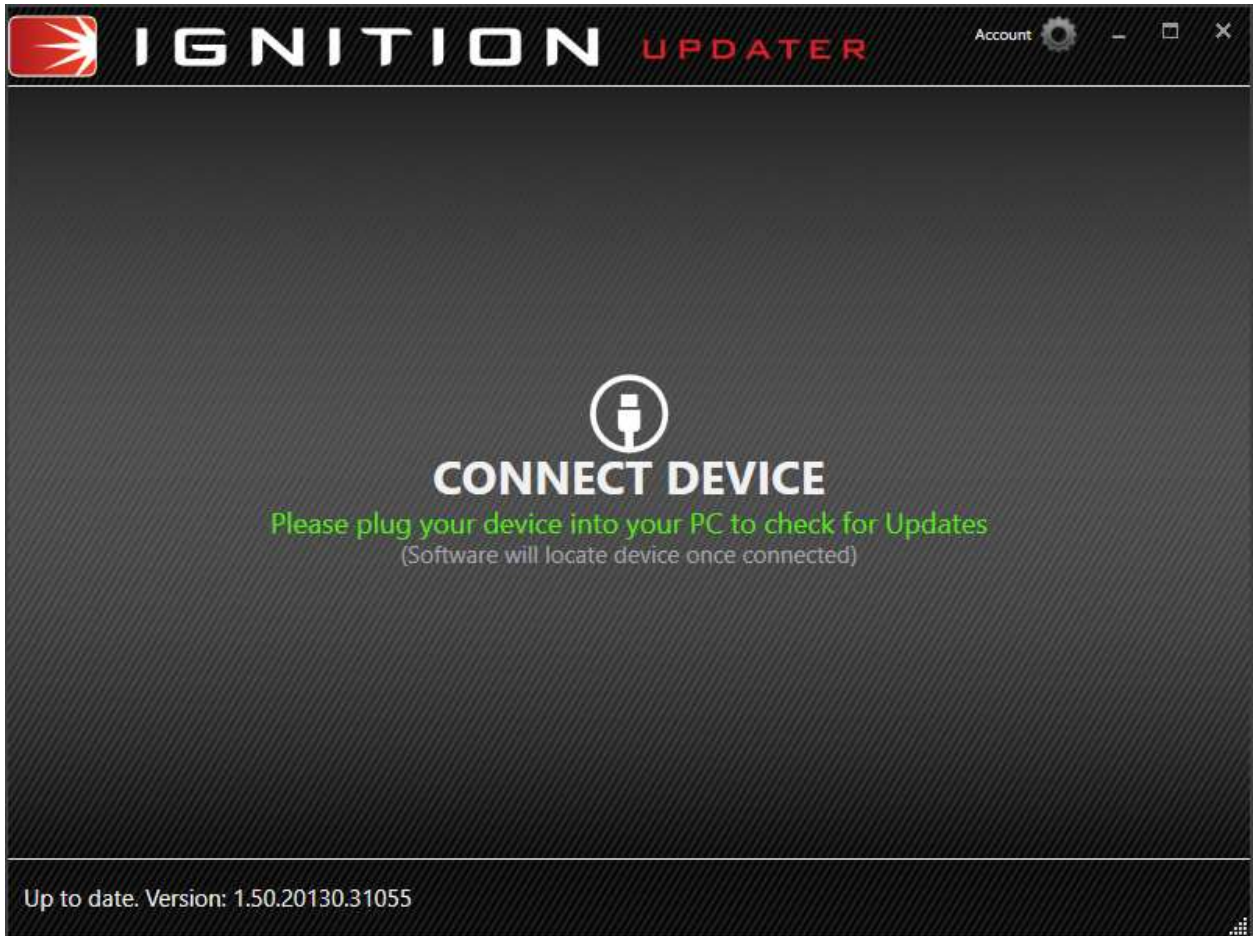 IGNITION UPDATER
Account
CONNECT DEVICE
Please plug your device into your PC to check for Updates
(Software will locate device once connected)
Up to date. Version: 1.50.20130.31055